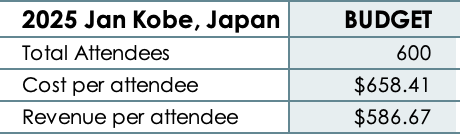 2025 Jan Kobe, Japan BUDGET
Total Attendees 600
Cost per attendee $658.41
Revenue per attendee $586.67